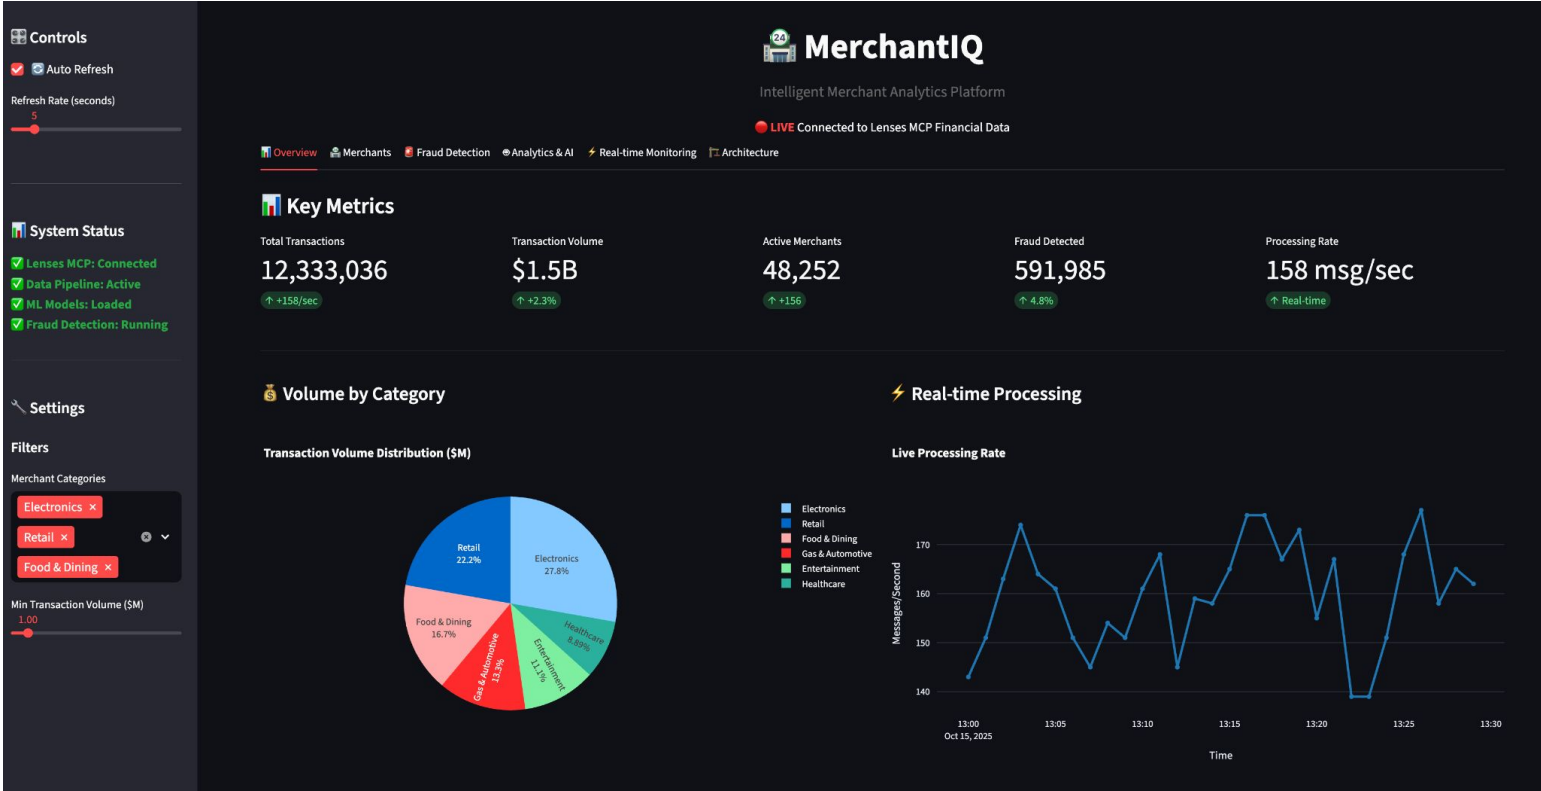 Controls
Auto Refresh
Refresh Rate (seconds)
5
System Status
Lenses MCP: Connected
Data Pipeline: Active
ML Models: Loaded
Fraud Detection: Running
Settings
Filters
Merchant Categories
Electronics ×
Retail ×
Food & Dining ×
Min Transaction Volume ($M)
1.00
24
MerchantIQ
Intelligent Merchant Analytics Platform
LIVE Connected to Lenses MCP Financial Data
Overview Merchants Fraud Detection Analytics & AI Real-time Monitoring Architecture
Key Metrics
Total Transactions
12,333,036
↑ +158/sec
Transaction Volume
$1.5B
↑ +2.3%
Active Merchants
48,252
↑ +156
Fraud Detected
591,985
↑ 4.8%
Processing Rate
158 msg/sec
↑ Real-time
Volume by Category
Transaction Volume Distribution ($M)
Electronics
27.8%
Healthcare
8.89%
Entertainment
11.1%
Gas & Automotive
13.3%
Food & Dining
16.7%
Retail
22.2%
Electronics
Retail
Food & Dining
Gas & Automotive
Entertainment
Healthcare
Real-time Processing
Live Processing Rate
Messages/Second
170
160
150
140
13:00 13:05 13:10 13:15 13:20 13:25 13:30
Oct 15, 2025
Time